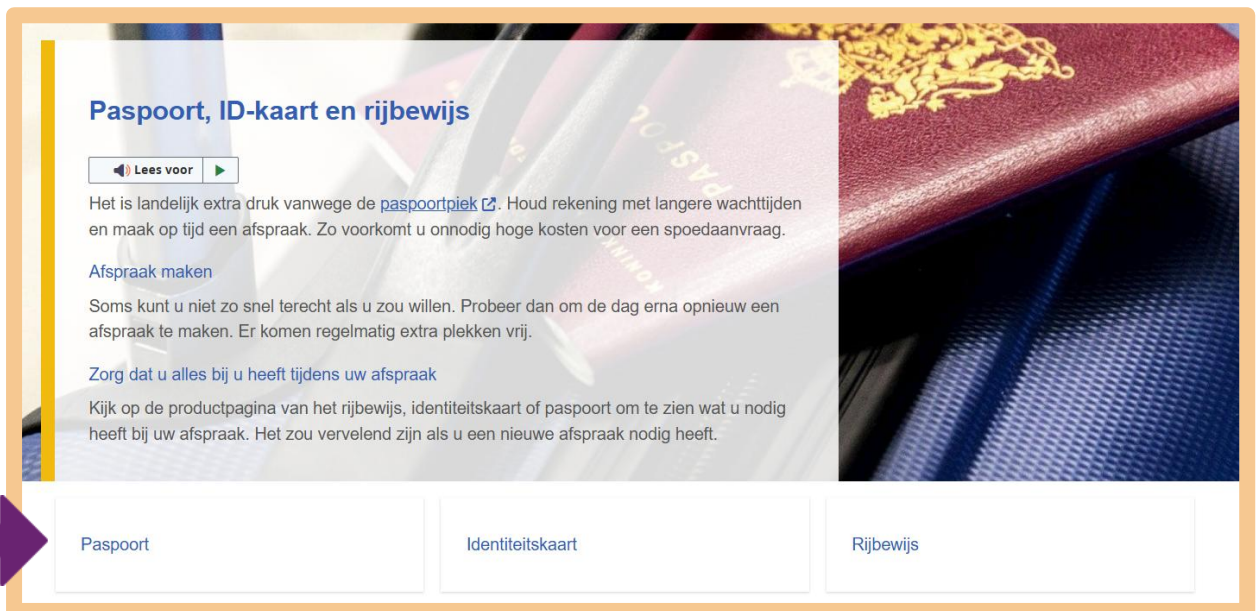 Paspoort, ID-kaart en rijbewijs
Lees voor
Het is landelijk extra druk vanwege de paspoortpiek. Houd rekening met langere wachttijden
en maak op tijd een afspraak. Zo voorkomt u onnodig hoge kosten voor een spoedaanvraag.
Afspraak maken
Soms kunt u niet zo snel terecht als u zou willen. Probeer dan om de dag erna opnieuw een
afspraak te maken. Er komen regelmatig extra plekken vrij.
Zorg dat u alles bij u heeft tijdens uw afspraak
Kijk op de productpagina van het rijbewijs, identiteitskaart of paspoort om te zien wat u nodig
heeft bij uw afspraak. Het zou vervelend zijn als u een nieuwe afspraak nodig heeft.
Paspoort
Identiteitskaart
Rijbewijs